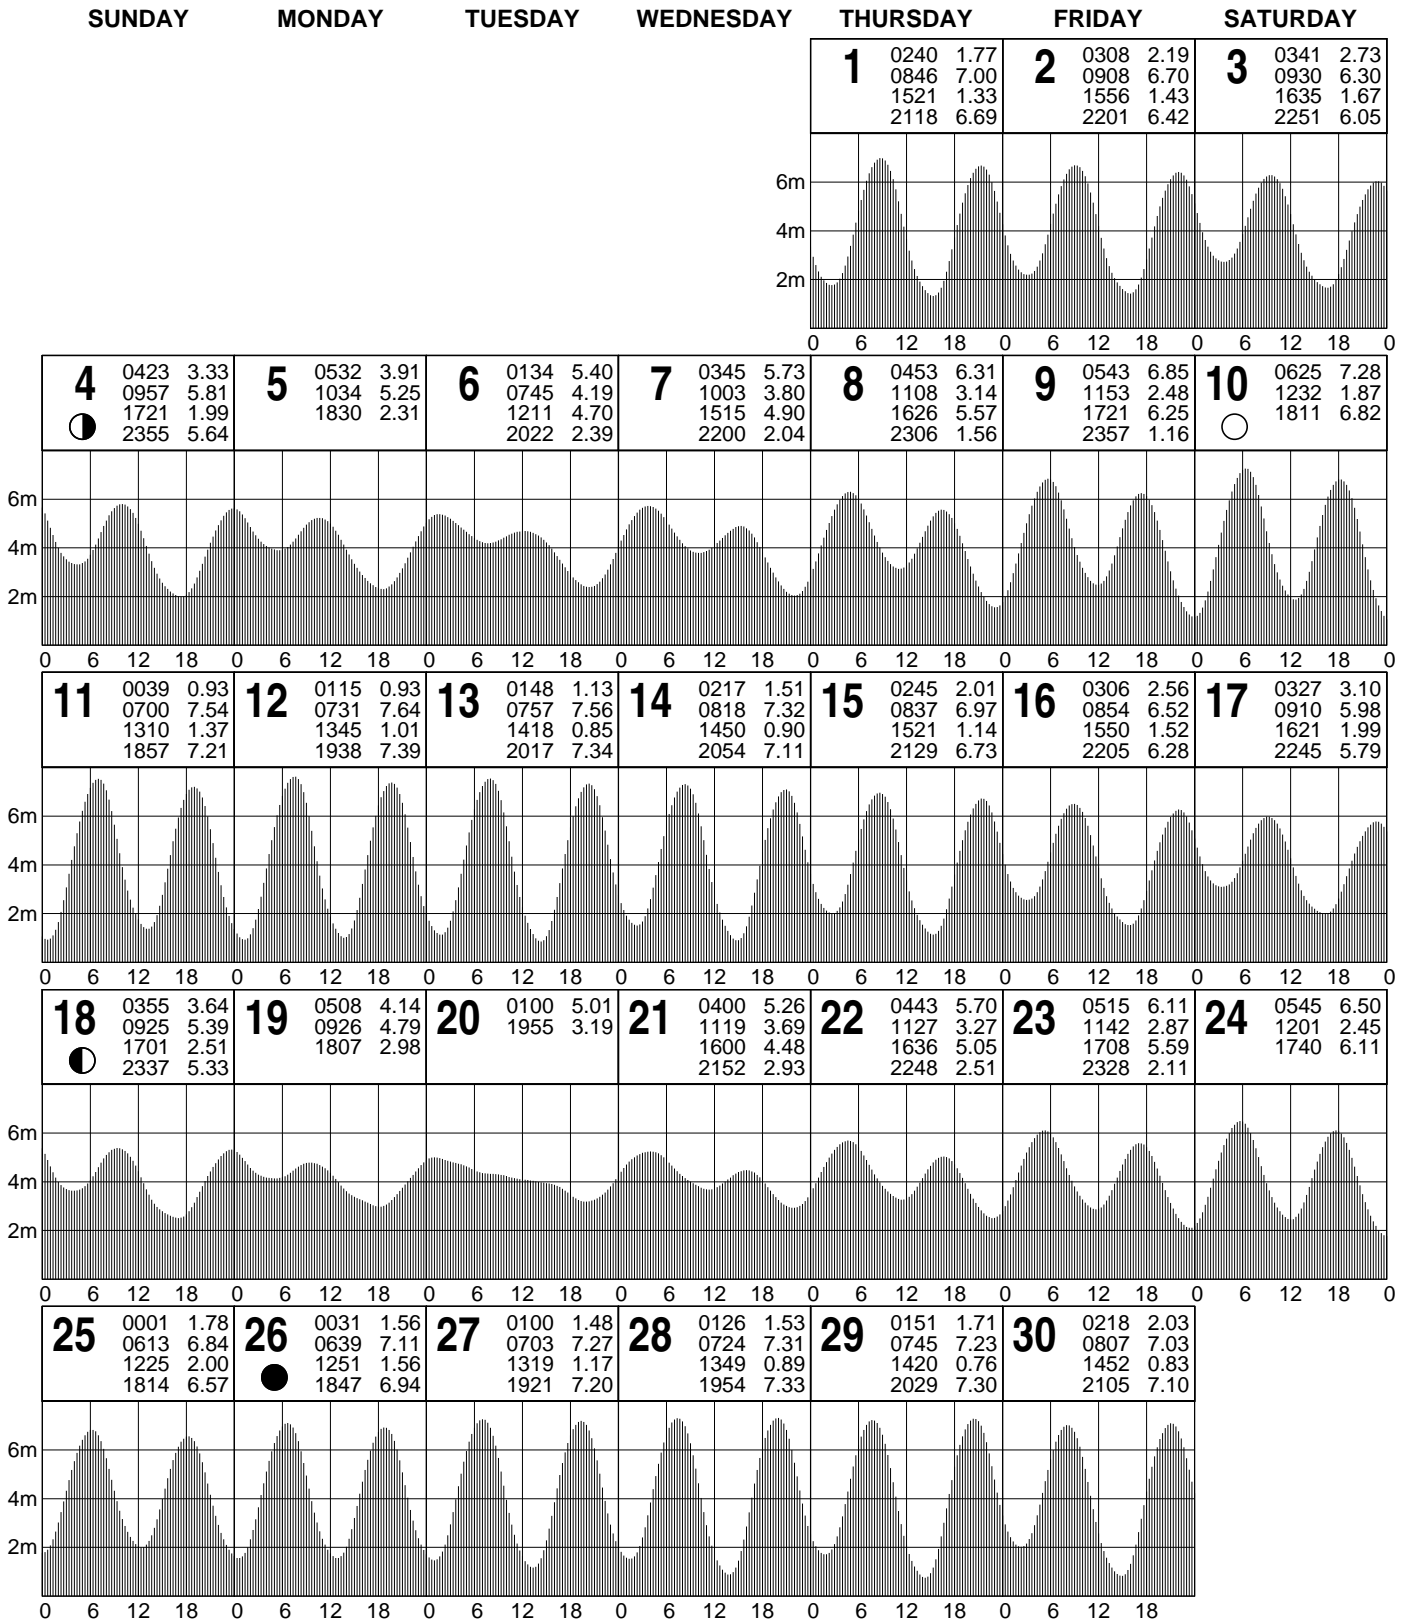 SUNDAY MONDAY TUESDAY WEDNESDAY THURSDAY FRIDAY SATURDAY
1 0240 1.77 2 0308 2.19 3 0341 2.73
0846 7.00 0908 6.70 0930 6.30
1521 1.33 1556 1.43 1635 1.67
2118 6.69 2201 6.42 2251 6.05
6m
4m
2m
0 6 12 18 0 6 12 18 0 6 12 18 0
4 0423 3.33 5 0532 3.91 6 0134 5.40 7 0345 5.73 8 0453 6.31 9 0543 6.85 10 0625 7.28
0957 5.81 1034 5.25 0745 4.19 1003 3.80 1108 3.14 1153 2.48 1232 1.87
1721 1.99 1830 2.31 1211 4.70 1515 4.90 1626 5.57 1721 6.25 1811 6.82
2355 5.64 2022 2.39 2200 2.04 2306 1.56 2357 1.16
6m
4m
2m
0 6 12 18 0 6 12 18 0 6 12 18 0 6 12 18 0 6 12 18 0 6 12 18 0 6 12 18 0
11 0039 0.93 12 0115 0.93 13 0148 1.13 14 0217 1.51 15 0245 2.01 16 0306 2.56 17 0327 3.10
0700 7.54 0731 7.64 0757 7.56 0818 7.32 0837 6.97 0854 6.52 0910 5.98
1310 1.37 1345 1.01 1418 0.85 1450 0.90 1521 1.14 1550 1.52 1621 1.99
1857 7.21 1938 7.39 2017 7.34 2054 7.11 2129 6.73 2205 6.28 2245 5.79
6m
4m
2m
0 6 12 18 0 6 12 18 0 6 12 18 0 6 12 18 0 6 12 18 0 6 12 18 0 6 12 18 0
18 0355 3.64 19 0508 4.14 20 0100 5.01 21 0400 5.26 22 0443 5.70 23 0515 6.11 24 0545 6.50
0925 5.39 0926 4.79 1955 3.19 1119 3.69 1127 3.27 1142 2.87 1201 2.45
1701 2.51 1807 2.98 1600 4.48 1636 5.05 1708 5.59 1740 6.11
2337 5.33 2152 2.93 2248 2.51 2328 2.11
6m
4m
2m
0 6 12 18 0 6 12 18 0 6 12 18 0 6 12 18 0 6 12 18 0 6 12 18 0 6 12 18 0
25 0001 1.78 26 0031 1.56 27 0100 1.48 28 0126 1.53 29 0151 1.71 30 0218 2.03
0613 6.84 0639 7.11 0703 7.27 0724 7.31 0745 7.23 0807 7.03
1225 2.00 1251 1.56 1319 1.17 1349 0.89 1420 0.76 1452 0.83
1814 6.57 1847 6.94 1921 7.20 1954 7.33 2029 7.30 2105 7.10
6m
4m
2m
0 6 12 18 0 6 12 18 0 6 12 18 0 6 12 18 0 6 12 18 0 6 12 18 0